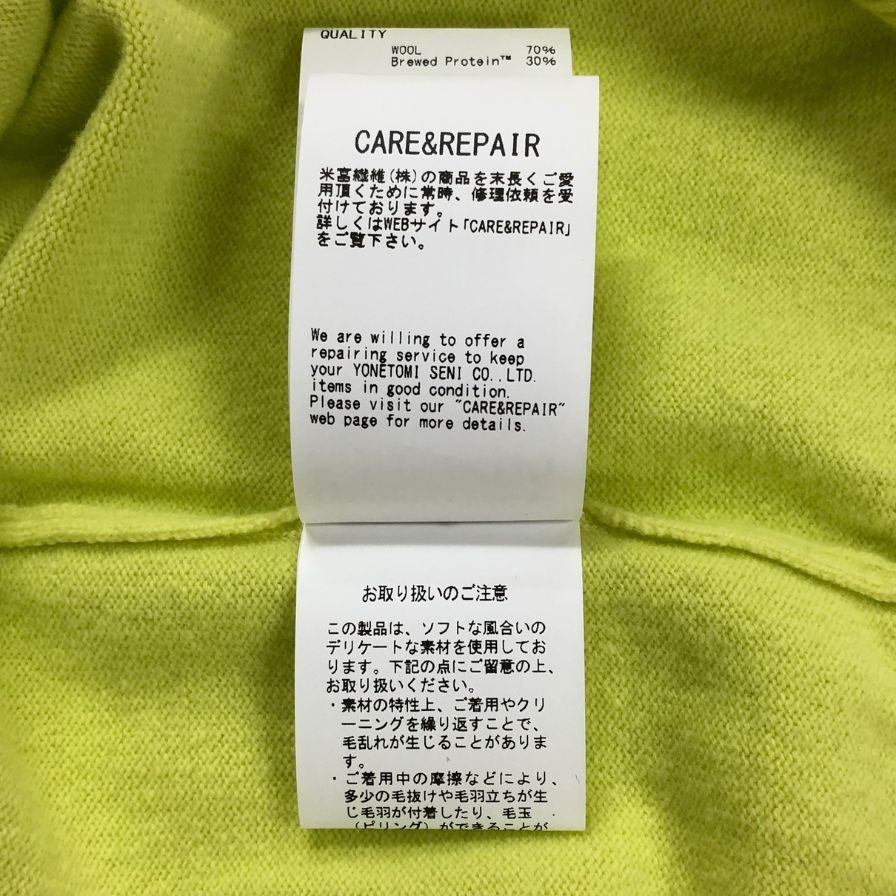 QUALITY
WOOL 70%
Brewed Protein™ 30%
CARE&REPAIR
米富繊維(株)の商品を末長くご愛
用頂くために常時、修理依頼を受
付けております。
詳しくはWEBサイト「CARE&REPAIR」
をご覧下さい。
We are willing to offer a
repairing service to keep
your YONETOMI SENI CO.,LTD.
items in good condition.
Please visit our "CARE&REPAIR"
web page for more details.
お取り扱いのご注意
この製品は、ソフトな風合いの
デリケートな素材を使用してお
ります。下記の点にご留意の上、
お取り扱いください。
・素材の特性上、ご着用やクリ
ーニングを繰り返すことで、
毛乱れが生じることがありま
す。
・ご着用中の摩擦などにより、
多少の毛抜けや毛羽立ちが生
じ毛羽が付着したり、毛玉
(ピリング)ができることが